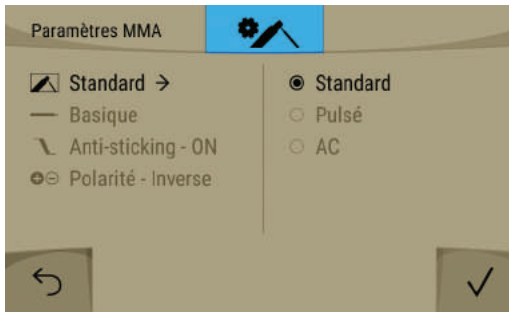 Paramètres MMA
Standard →
Basique
Anti-sticking - ON
Polarité - Inverse
Standard
Pulsé
AC